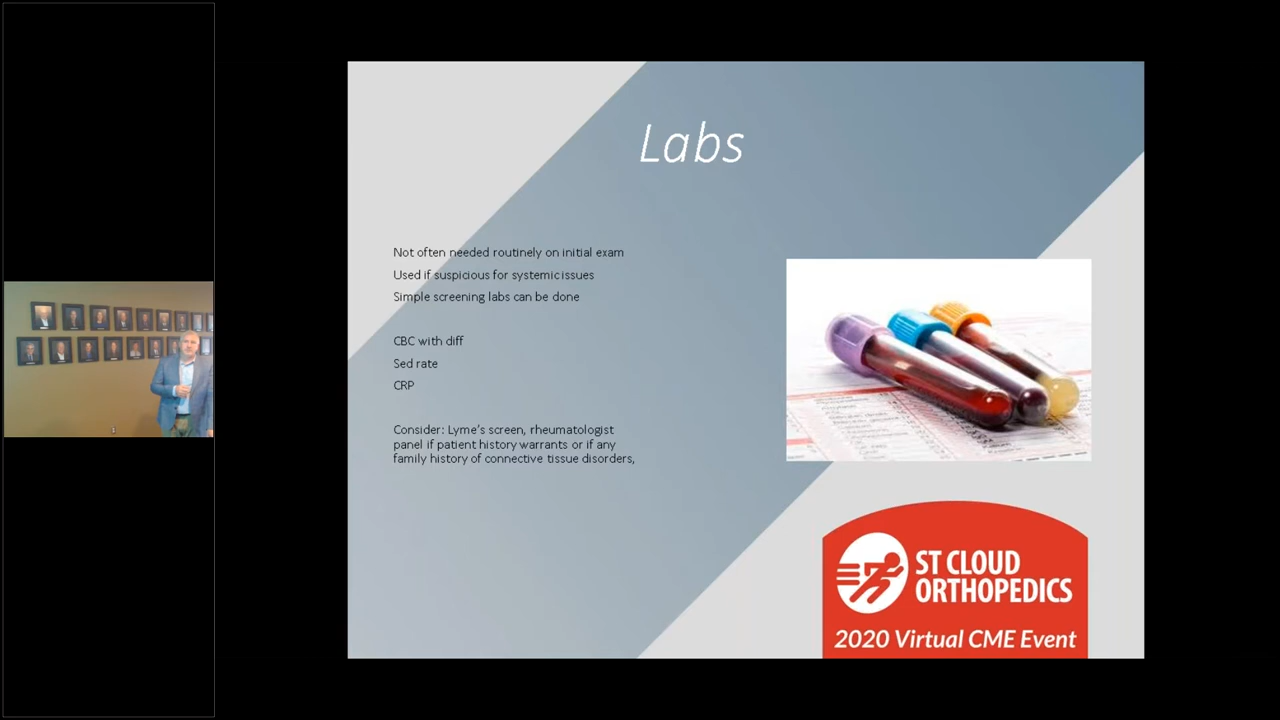 Labs
Not often needed routinely on initial exam
Used if suspicious for systemic issues
Simple screening labs can be done
CBC with diff
Sed rate
CRP
Consider: Lyme's screen, rheumatologist
panel if patient history warrants or if any
family history of connective tissue disorders,
ST CLOUD
ORTHOPEDICS
2020 Virtual CME Event